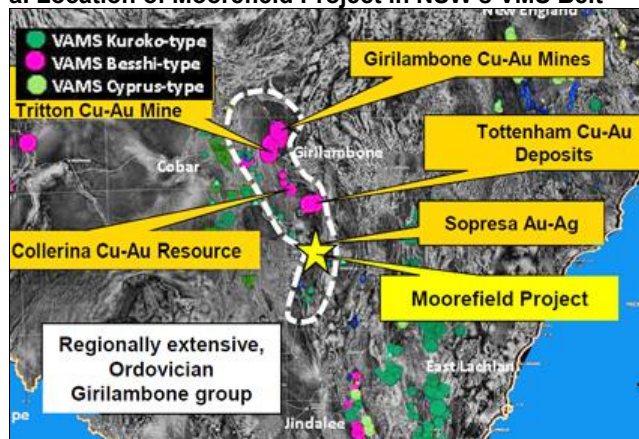 a. Location of Moorefield Project in NSW's VMS Belt
New England
VAMS Kuroko-type
VAMS Besshi-type
VAMS Cyprus-type
Girilambone Cu-Au Mines
Tritton Cu-Au Mine
Cobar
Girilambone
Tottenham Cu-Au
Deposits
Sopresa Au-Ag
Collerina Cu-Au Resource
Moorefield Project
Regionally extensive,
Ordovician
Girilambone group
East Lachlan
Jindalee
pe